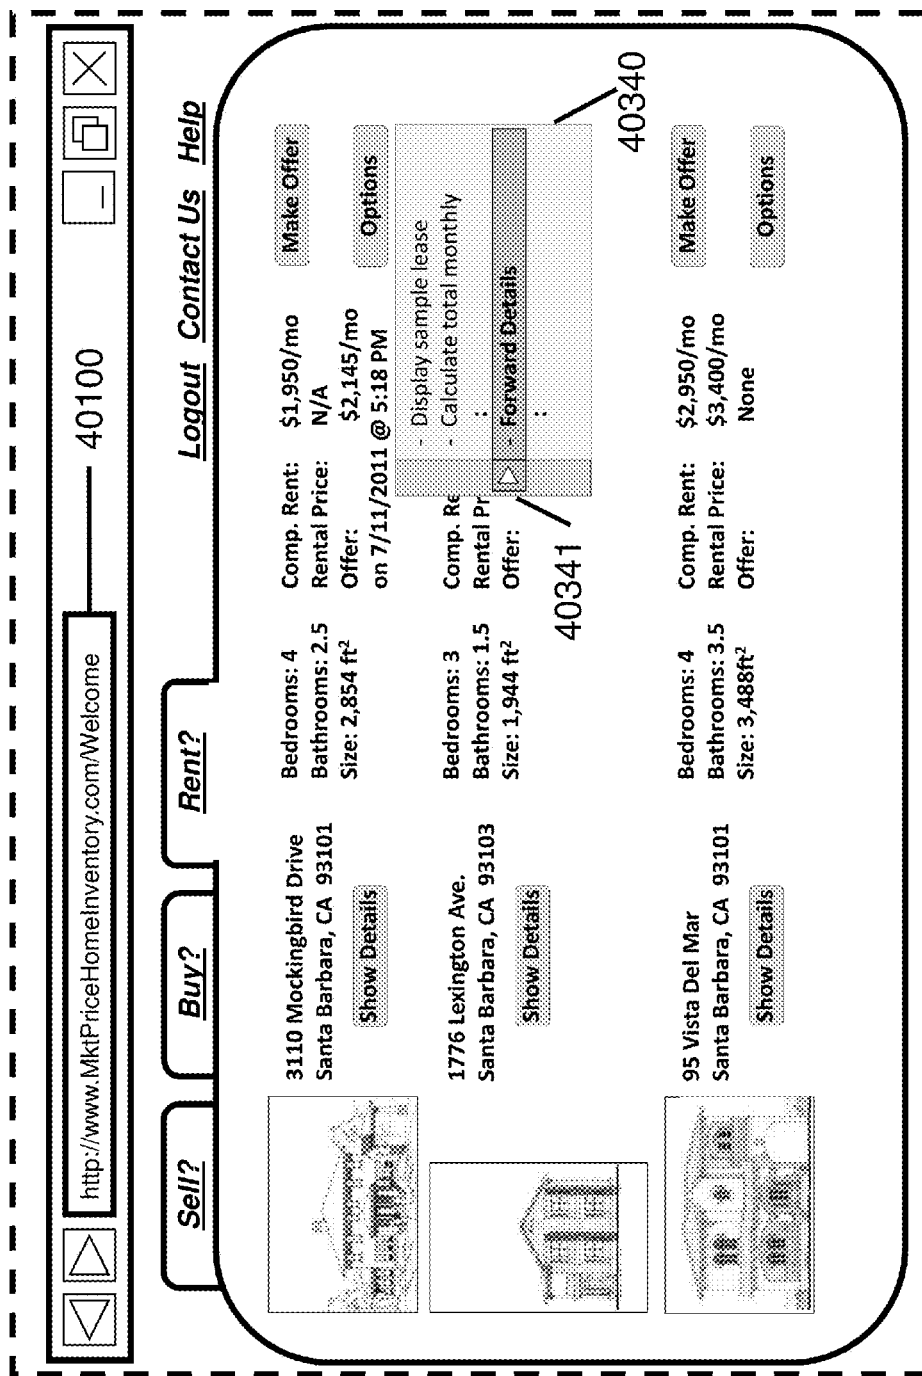 http://www.MktPriceHomeInventory.com/Welcome
40100
Sell?
Buy?
Rent?
Logout Contact Us Help
3110 Mockingbird Drive
Santa Barbara, CA 93101
Show Details
Bedrooms: 4
Bathrooms: 2.5
Size: 2,854 ft²
Comp. Rent: $1,950/mo
Rental Price: N/A
Offer: $2,145/mo
on 7/11/2011 @ 5:18 PM
Make Offer
Options
1776 Lexington Ave.
Santa Barbara, CA 93103
Show Details
Bedrooms: 3
Bathrooms: 1.5
Size: 1,944 ft²
Comp. Re
Rental Pr
Offer:
- Display sample lease
- Calculate total monthly
:
- Forward Details
:
40340
40341
95 Vista Del Mar
Santa Barbara, CA 93101
Show Details
Bedrooms: 4
Bathrooms: 3.5
Size: 3,488ft²
Comp. Rent: $2,950/mo
Rental Price: $3,400/mo
Offer: None
Make Offer
Options